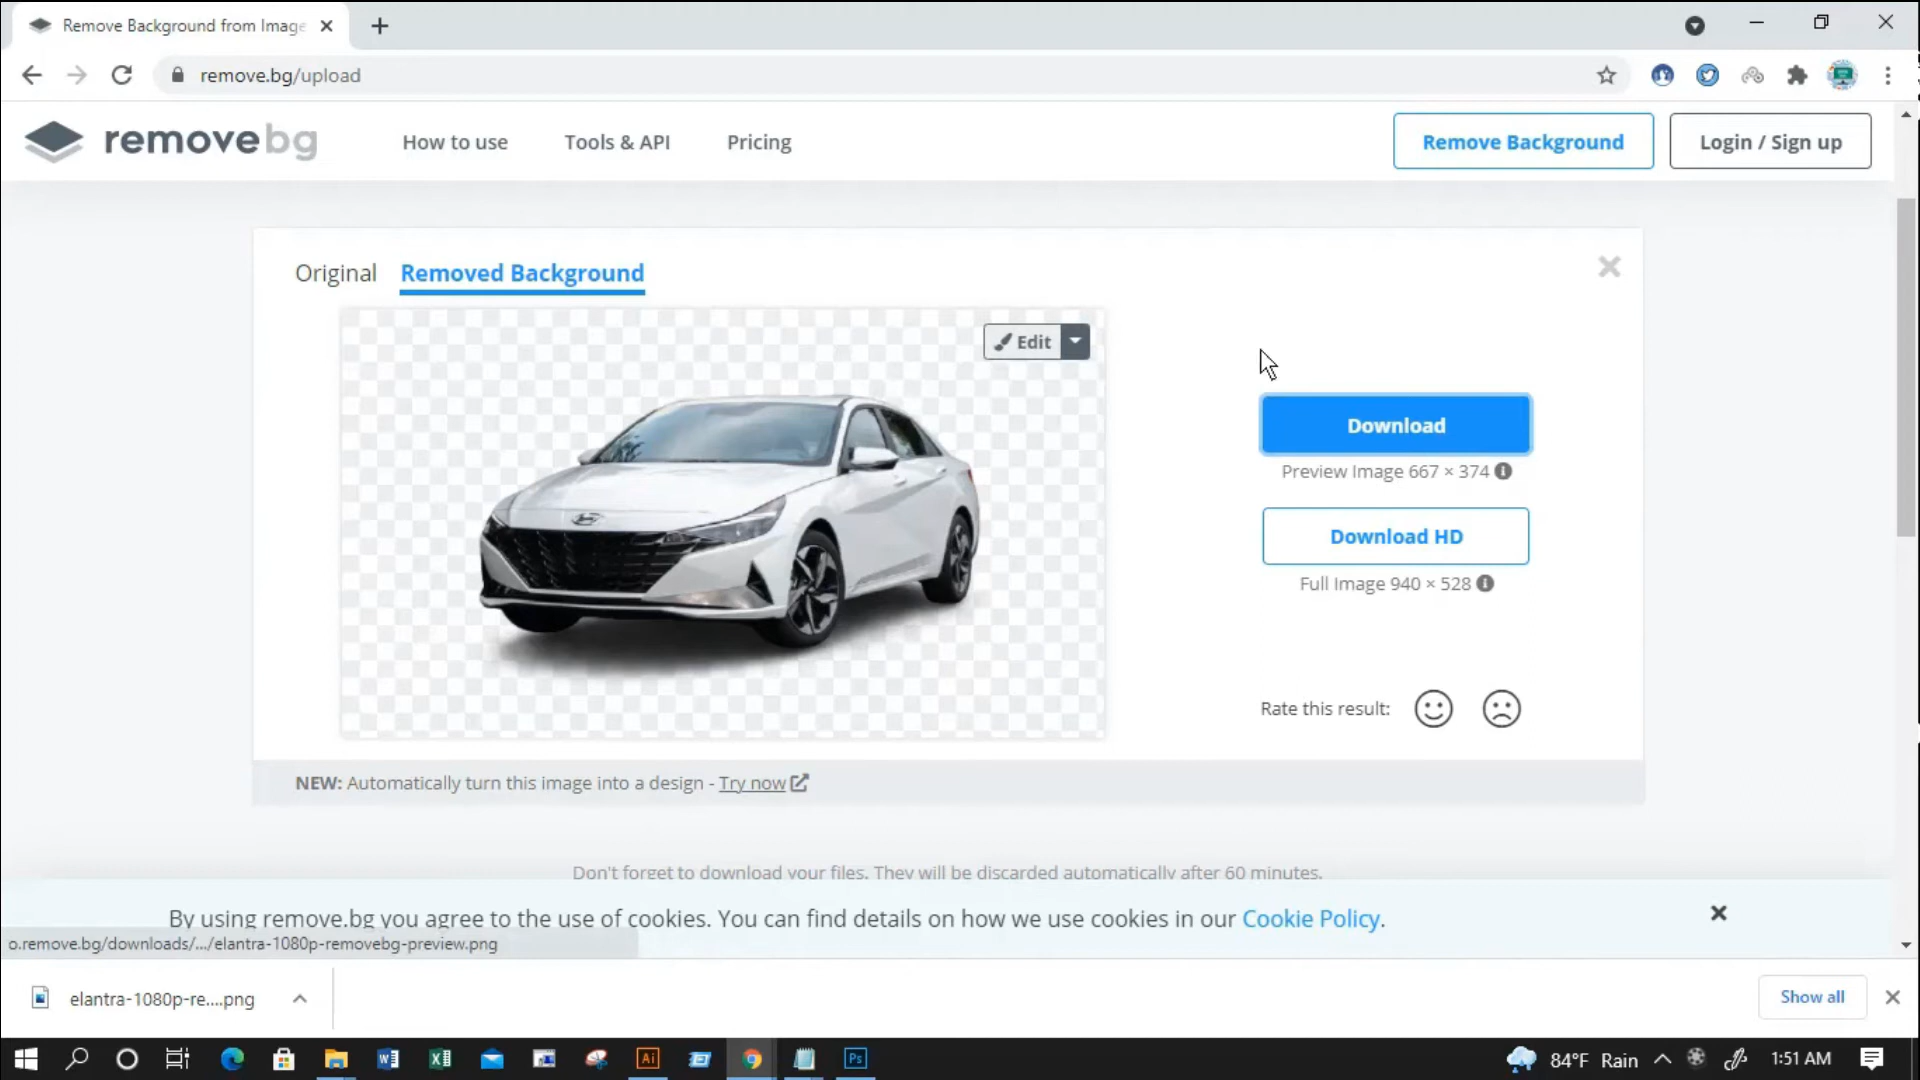 Remove Background from Image
remove.bg/upload
removebg
How to use
Tools & API
Pricing
Remove Background
Login / Sign up
Original
Removed Background
Edit
Download
Preview Image 667 × 374
Download HD
Full Image 940 × 528
Rate this result:
NEW: Automatically turn this image into a design - Try now
Don't forget to download your files. They will be discarded automatically after 60 minutes.
By using remove.bg you agree to the use of cookies. You can find details on how we use cookies in our Cookie Policy.
o.remove.bg/downloads/.../elantra-1080p-removebg-preview.png
elantra-1080p-re....png
Show all
Ai
Ps
84°F Rain
1:51 AM